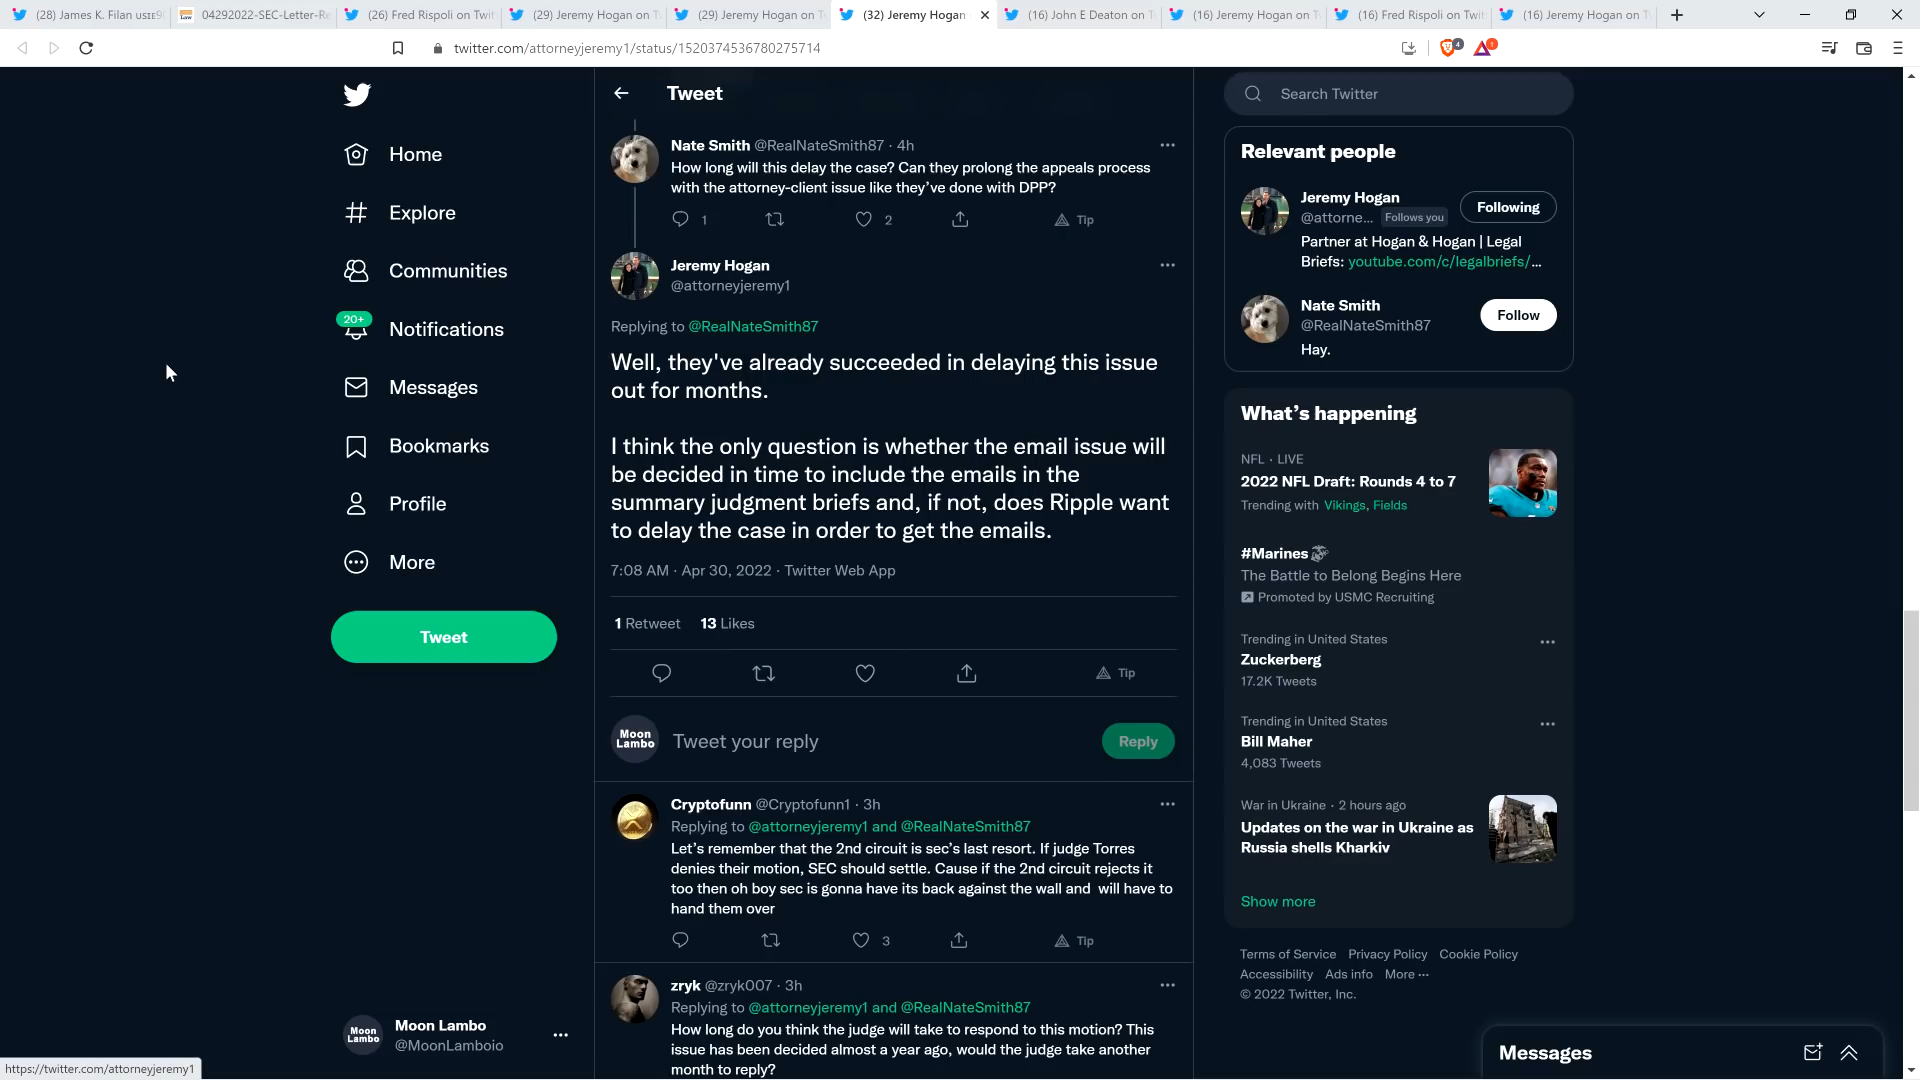 (28) James K. Filan
04292022-SEC-Letter-Re
(26) Fred Rispoli on Twit
(29) Jeremy Hogan on T
(29) Jeremy Hogan on T
(32) Jeremy Hogan
(16) John E Deaton on T
(16) Jeremy Hogan on T
(16) Fred Rispoli on Twit
(16) Jeremy Hogan on T
twitter.com/attorneyjeremy1/status/1520374536780275714
4
1
Home
Explore
Communities
20+
Notifications
Messages
Bookmarks
Profile
More
Tweet
Moon Lambo
Moon Lambo
@MoonLamboio
https://twitter.com/attorneyjeremy1
Tweet
Nate Smith @RealNateSmith87 · 4h
How long will this delay the case? Can they prolong the appeals process
with the attorney-client issue like they've done with DPP?
1 2 Tip
Jeremy Hogan
@attorneyjeremy1
Replying to @RealNateSmith87
Well, they've already succeeded in delaying this issue
out for months.
I think the only question is whether the email issue will
be decided in time to include the emails in the
summary judgment briefs and, if not, does Ripple want
to delay the case in order to get the emails.
7:08 AM · Apr 30, 2022 · Twitter Web App
1 Retweet 13 Likes
Tip
Moon Lambo
Tweet your reply
Reply
Cryptofunn @Cryptofunn1 · 3h
Replying to @attorneyjeremy1 and @RealNateSmith87
Let's remember that the 2nd circuit is sec's last resort. If judge Torres
denies their motion, SEC should settle. Cause if the 2nd circuit rejects it
too then oh boy sec is gonna have its back against the wall and will have to
hand them over
3 Tip
zryk @zryk007 · 3h
Replying to @attorneyjeremy1 and @RealNateSmith87
How long do you think the judge will take to respond to this motion? This
issue has been decided almost a year ago, would the judge take another
month to reply?
Search Twitter
Relevant people
Jeremy Hogan
@attorne... Follows you
Following
Partner at Hogan & Hogan | Legal
Briefs: youtube.com/c/legalbriefs/...
Nate Smith
@RealNateSmith87
Follow
Hay.
What's happening
NFL · LIVE
2022 NFL Draft: Rounds 4 to 7
Trending with Vikings, Fields
#Marines
The Battle to Belong Begins Here
Promoted by USMC Recruiting
Trending in United States
Zuckerberg
17.2K Tweets
Trending in United States
Bill Maher
4,083 Tweets
War in Ukraine · 2 hours ago
Updates on the war in Ukraine as
Russia shells Kharkiv
Show more
Terms of Service Privacy Policy Cookie Policy
Accessibility Ads info More ···
© 2022 Twitter, Inc.
Messages